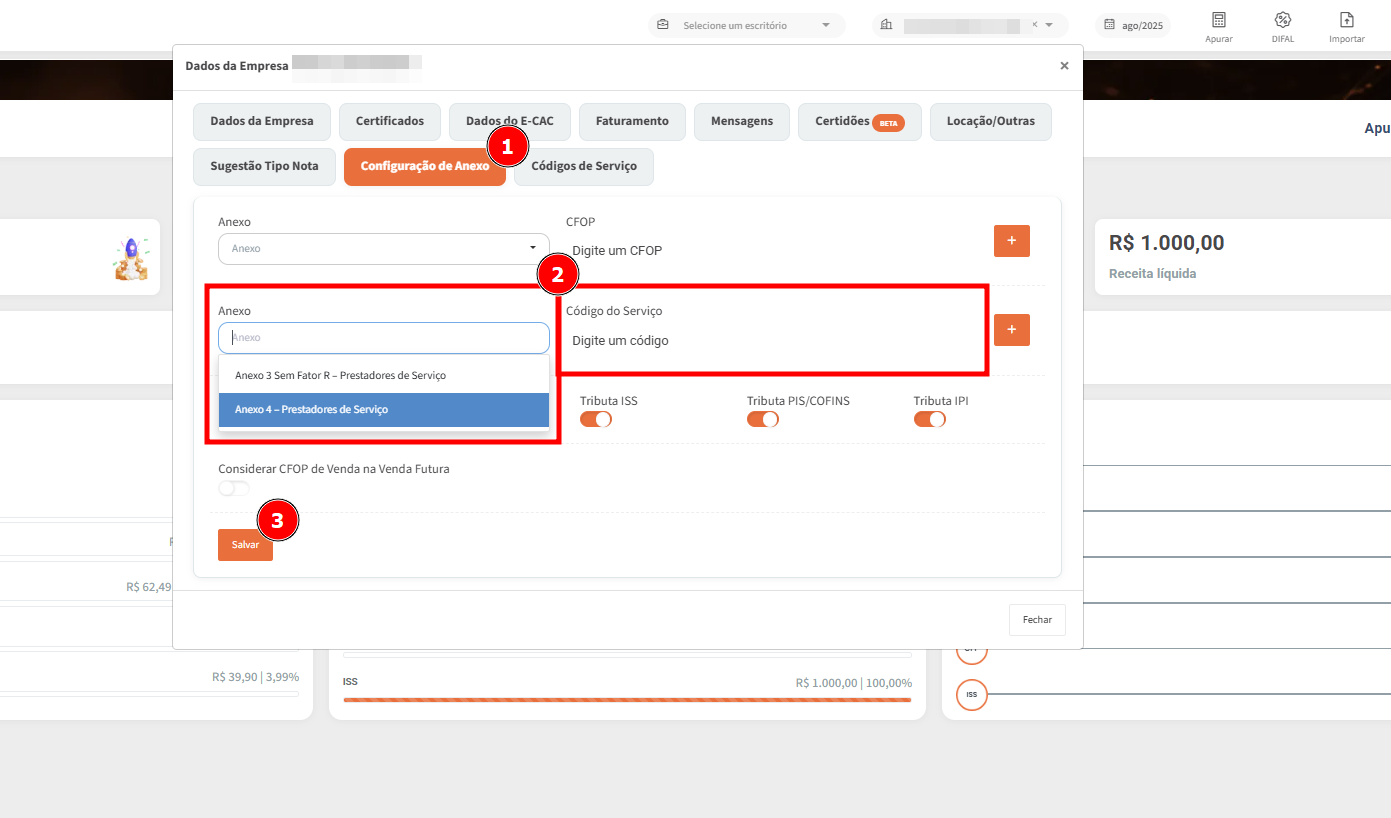 Selecione um escritório
ago/2025
Apurar
DIFAL
Importar
Dados da Empresa
×
Dados da Empresa
Certificados
Dados do E-CAC
Faturamento
Mensagens
Certidões BETA
Locação/Outras
1
Sugestão Tipo Nota
Configuração de Anexo
Códigos de Serviço
Apu
Anexo
CFOP
Anexo
Digite um CFOP
+
R$ 1.000,00
Receita líquida
2
Anexo
Código do Serviço
Anexo
Digite um código
+
Anexo 3 Sem Fator R – Prestadores de Serviço
Anexo 4 – Prestadores de Serviço
Tributa ISS
Tributa PIS/COFINS
Tributa IPI
Considerar CFOP de Venda na Venda Futura
3
Salvar
R$ 62,49
Fechar
R$ 39,90 | 3,99%
ISS
R$ 1.000,00 | 100,00%
ISS